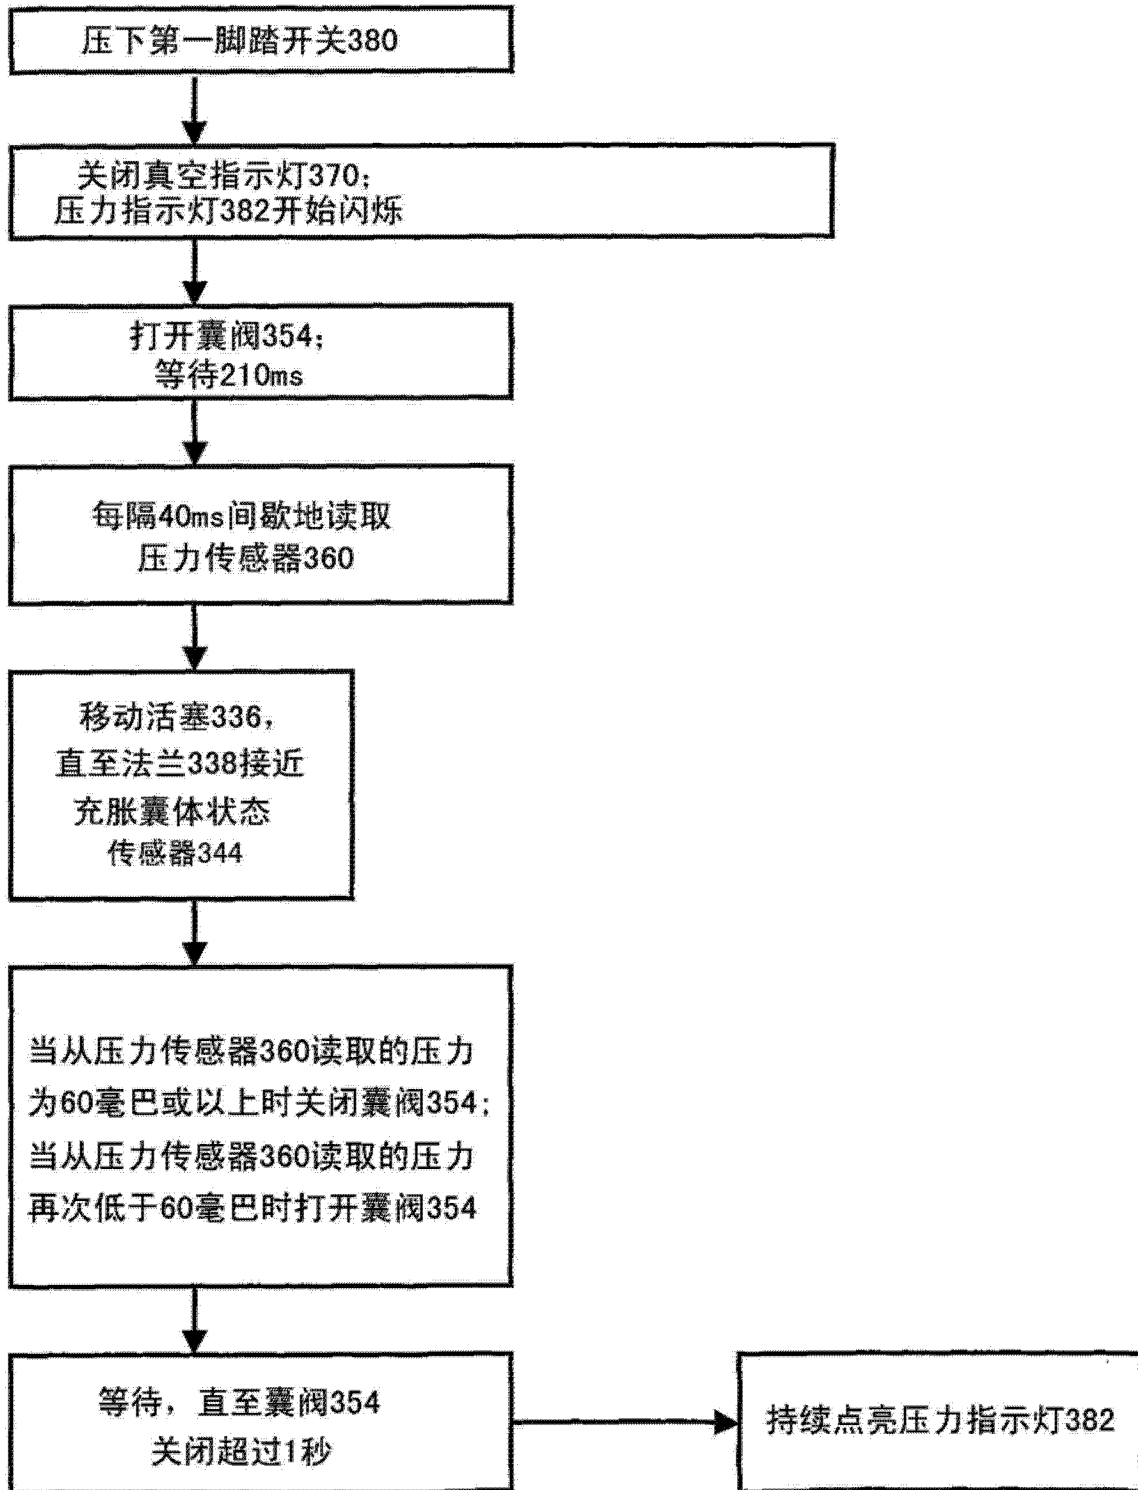 压下第一脚踏开关380
关闭真空指示灯370；
压力指示灯382开始闪烁
打开囊阀354；
等待210ms
每隔40ms间歇地读取
压力传感器360
移动活塞336，
直至法兰338接近
充胀囊体状态
传感器344
当从压力传感器360读取的压力
为60毫巴或以上时关闭囊阀354；
当从压力传感器360读取的压力
再次低于60毫巴时打开囊阀354
等待，直至囊阀354
关闭超过1秒
持续点亮压力指示灯382